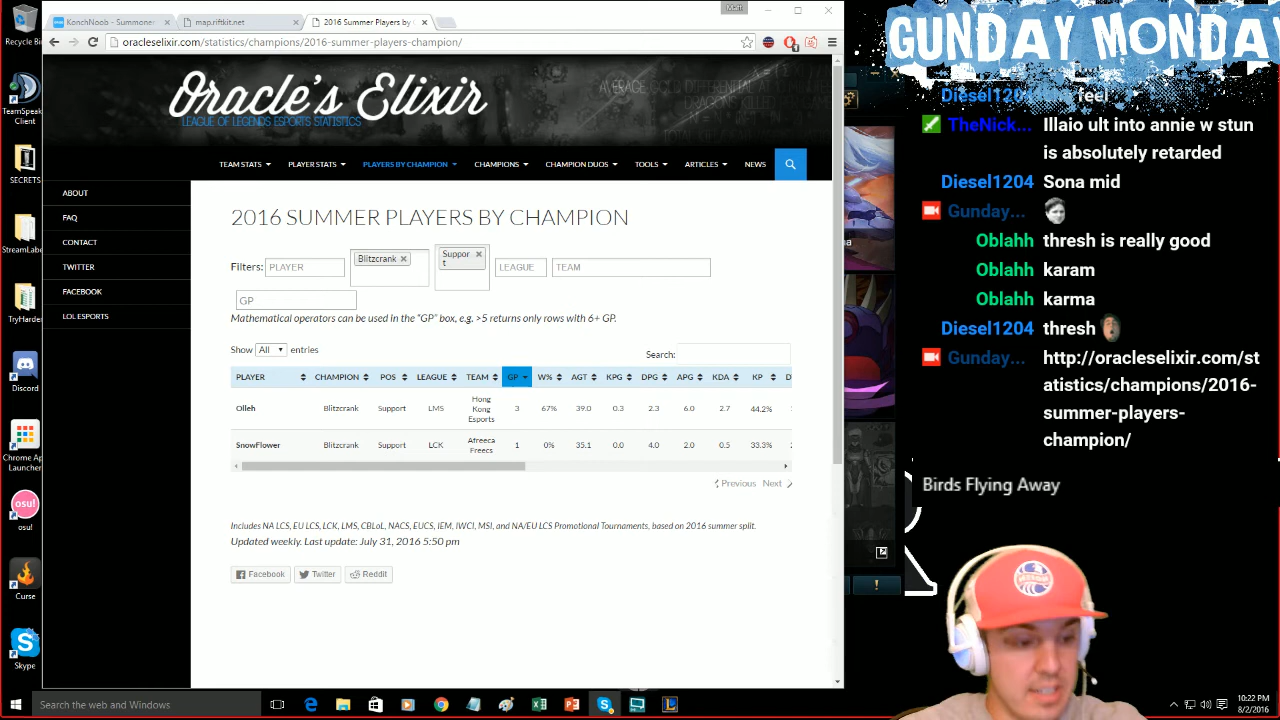 Recycle Bin
TeamSpeak
Client
SECRETS
StreamLabe
TryHarder
Discord
Chrome Ap
Launcher
osu!
osu!
Curse
Skype
KonchNoob - Summoner
map.riftkit.net
2016 Summer Players by
Matt
oracleselixir.com/statistics/champions/2016-summer-players-champion/
Oracle's Elixir
LEAGUE OF LEGENDS ESPORTS STATISTICS
AVERAGE GOLD DIFFERENTIAL AT
TEAM STATS PLAYER STATS PLAYERS BY CHAMPION CHAMPIONS CHAMPION DUOS TOOLS ARTICLES NEWS
ABOUT
FAQ
CONTACT
TWITTER
FACEBOOK
LOL ESPORTS
2016 SUMMER PLAYERS BY CHAMPION
Filters: PLAYER Blitzcrank Support LEAGUE TEAM
GP
Mathematical operators can be used in the "GP" box, e.g. >5 returns only rows with 6+ GP.
Show All entries
Search:
PLAYER CHAMPION POS LEAGUE TEAM GP W% AGT KPG DPG APG KDA KP
Olleh Blitzcrank Support LMS Hong Kong Esports 3 67% 39.0 0.3 2.3 6.0 2.7 44.2%
SnowFlower Blitzcrank Support LCK Afreeca Freecs 1 0% 35.1 0.0 4.0 2.0 0.5 33.3%
Previous Next
Includes NA LCS, EU LCS, LCK, LMS, CBLoL, NACS, EUCS, IEM, IWCI, MSI, and NA/EU LCS Promotional Tournaments, based on 2016 summer split.
Updated weekly. Last update: July 31, 2016 5:50 pm
Facebook Twitter Reddit
GUNDAY MONDA
Diesel1204 feel
TheNick... Illaio ult into annie w stun
is absolutely retarded
Diesel1204 Sona mid
Gunday...
Oblahh thresh is really good
Oblahh karam
Oblahh karma
Diesel1204 thresh
Gunday... http://oracleselixir.com/st
atistics/champions/2016-
summer-players-
champion/
Birds Flying Away
Search the web and Windows
10:22 PM
8/2/2016